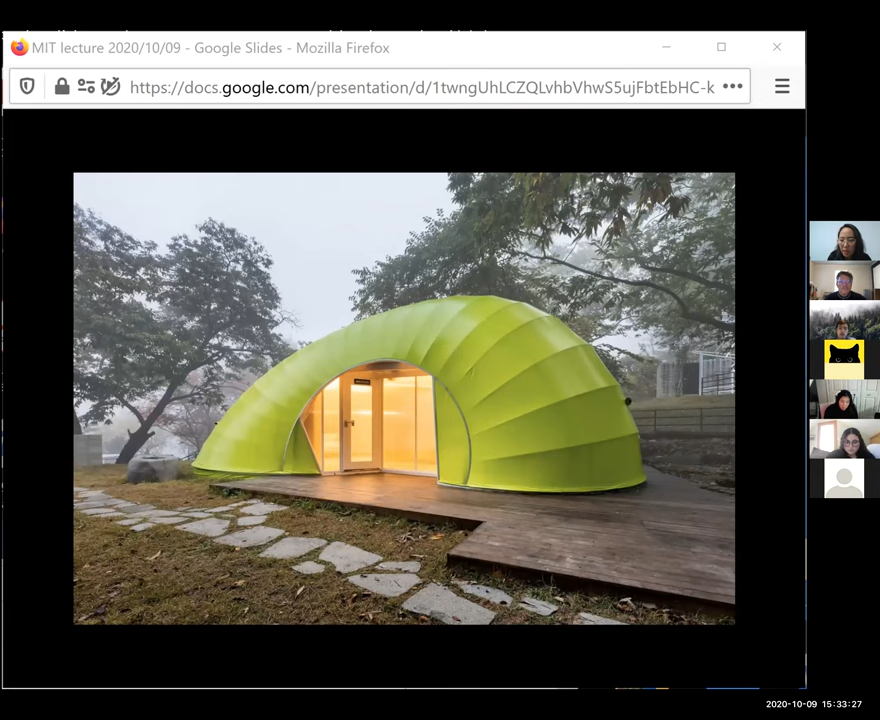 MIT lecture 2020/10/09 - Google Slides - Mozilla Firefox
https://docs.google.com/presentation/d/1twngUhLCZQLvhbVhwS5ujFbtEbHC-k
2020-10-09 15:33:27